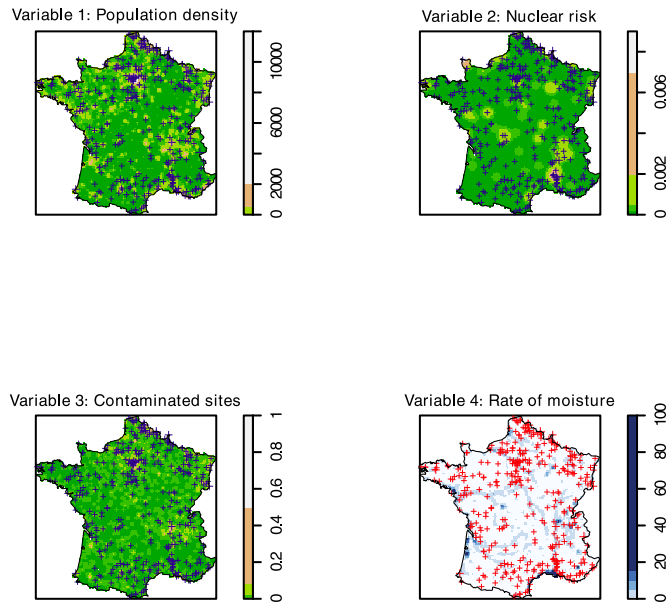 Variable 1: Population density
0 2000 6000 10000
Variable 2: Nuclear risk
0.002 0.006
Variable 3: Contaminated sites
0 0.2 0.4 0.6 0.8 1
Variable 4: Rate of moisture
0 20 40 60 80 100